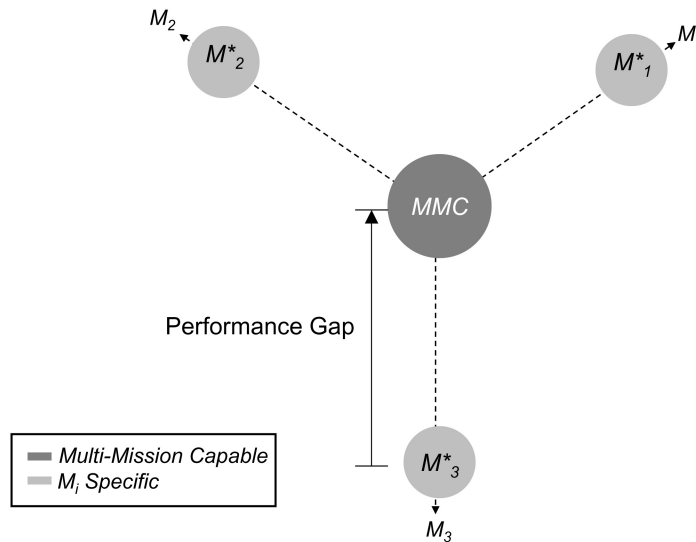 M₂
M*₂
M*₁
M
MMC
Performance Gap
Multi-Mission Capable
Mᵢ Specific
M*₃
M₃